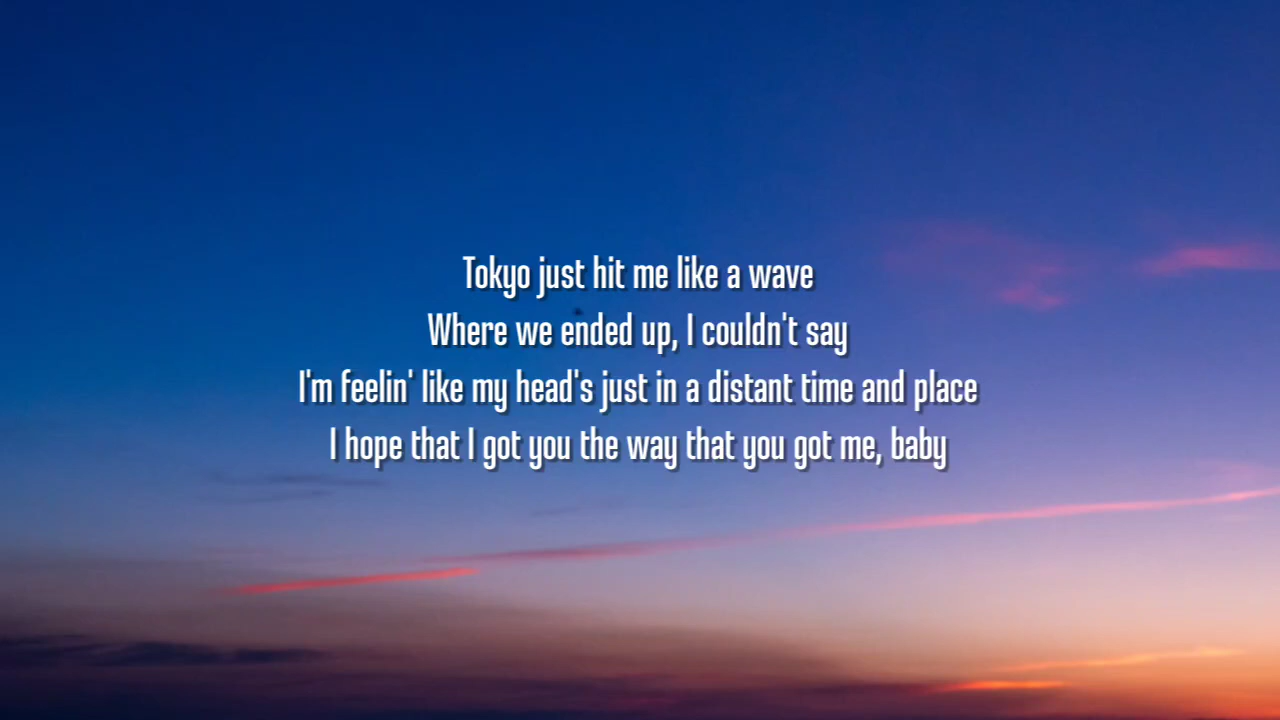 Tokyo just hit me like a wave
Where we ended up, I couldn't say
I'm feelin' like my head's just in a distant time and place
I hope that I got you the way that you got me, baby